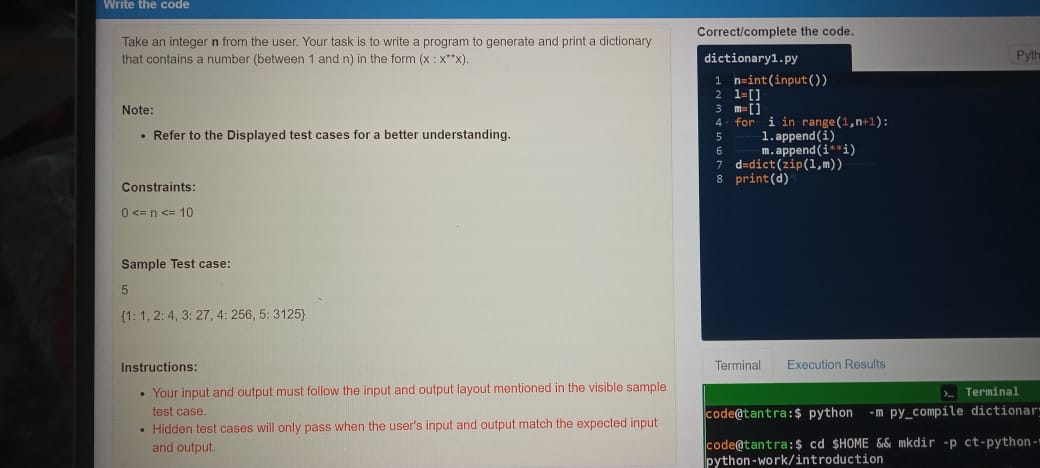 Write the code
Take an integer n from the user. Your task is to write a program to generate and print a dictionary
that contains a number (between 1 and n) in the form (x : x**x).
Note:
• Refer to the Displayed test cases for a better understanding.
Constraints:
0 <= n <= 10
Sample Test case:
5
{1: 1, 2: 4, 3: 27, 4: 256, 5: 3125}
Instructions:
• Your input and output must follow the input and output layout mentioned in the visible sample
test case.
• Hidden test cases will only pass when the user's input and output match the expected input
and output.
Correct/complete the code.
dictionary1.py
Pyth
1 n=int(input())
2 l=[]
3 m=[]
4 for i in range(1,n+1):
5 l.append(i)
6 m.append(i**i)
7 d=dict(zip(l,m))
8 print(d)
Terminal Execution Results
>_ Terminal
code@tantra:$ python -m py_compile dictionar
code@tantra:$ cd $HOME && mkdir -p ct-python-
python-work/introduction